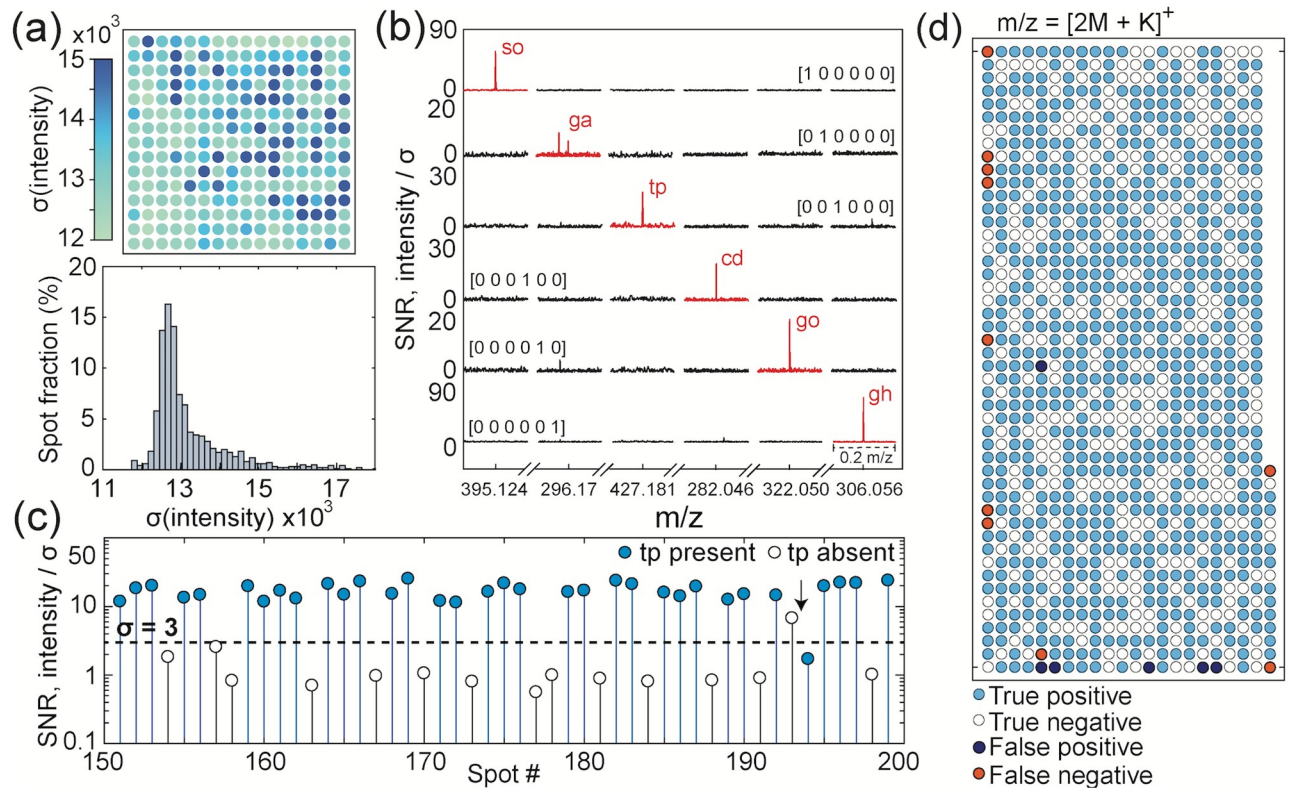 (a)
×10³
15
14
13
12
σ(intensity)
20
15
10
5
0
Spot fraction (%)
11
13
15
17
σ(intensity) x10³
(b)
SNR, intensity / σ
90
0
so
[1 0 0 0 0 0]
20
0
ga
[0 1 0 0 0 0]
30
0
tp
[0 0 1 0 0 0]
30
0
cd
[0 0 0 1 0 0]
20
0
go
[0 0 0 0 1 0]
90
0
gh
[0 0 0 0 0 1]
0.2 m/z
395.124
296.17
427.181
282.046
322.050
306.056
m/z
(c)
SNR, intensity / σ
50
10
1
0.1
tp present
tp absent
σ = 3
150
160
170
180
190
200
Spot #
(d)
m/z = [2M + K]⁺
True positive
True negative
False positive
False negative